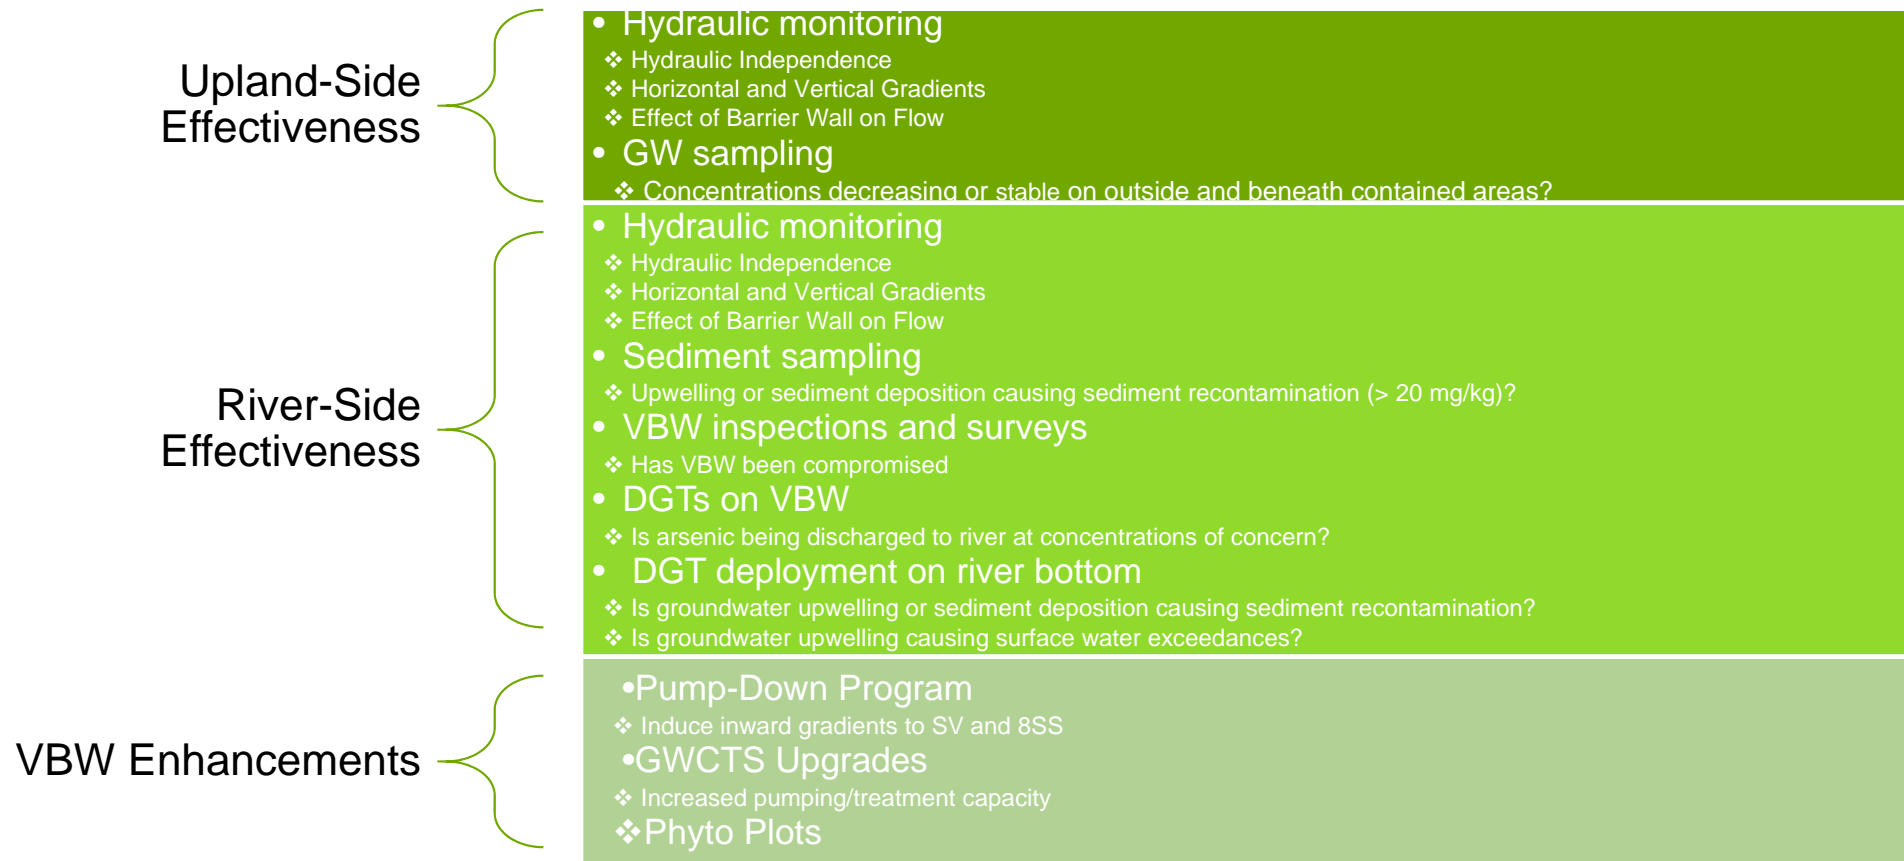 Upland-Side
Effectiveness
• Hydraulic monitoring
❖ Hydraulic Independence
❖ Horizontal and Vertical Gradients
❖ Effect of Barrier Wall on Flow
• GW sampling
❖ Concentrations decreasing or stable on outside and beneath contained areas?
River-Side
Effectiveness
• Hydraulic monitoring
❖ Hydraulic Independence
❖ Horizontal and Vertical Gradients
❖ Effect of Barrier Wall on Flow
• Sediment sampling
❖ Upwelling or sediment deposition causing sediment recontamination (> 20 mg/kg)?
• VBW inspections and surveys
❖ Has VBW been compromised
• DGTs on VBW
❖ Is arsenic being discharged to river at concentrations of concern?
• DGT deployment on river bottom
❖ Is groundwater upwelling or sediment deposition causing sediment recontamination?
❖ Is groundwater upwelling causing surface water exceedances?
VBW Enhancements
•Pump-Down Program
❖ Induce inward gradients to SV and 8SS
•GWCTS Upgrades
❖ Increased pumping/treatment capacity
❖Phyto Plots